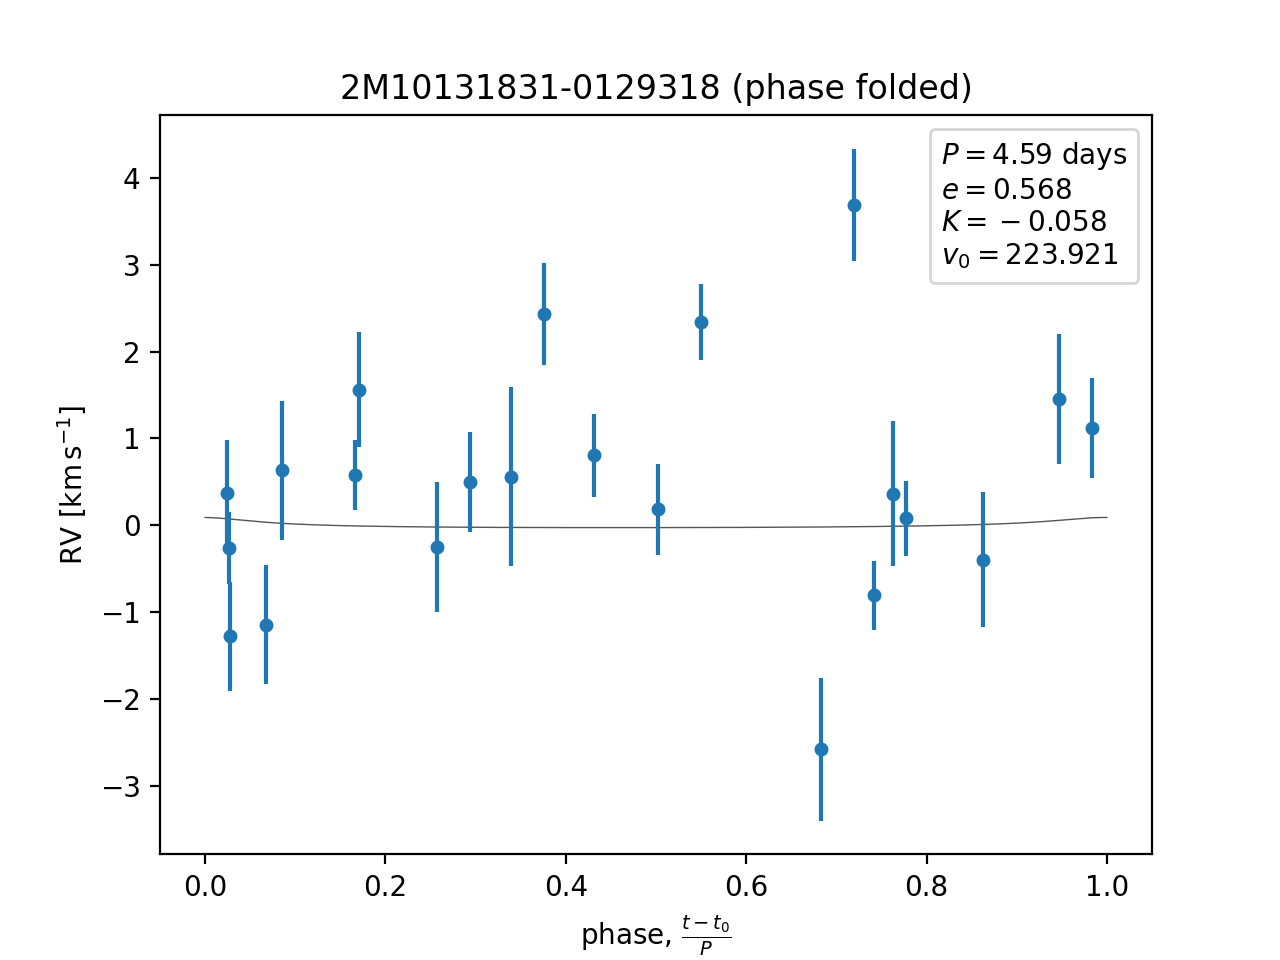 2M10131831-0129318 (phase folded)
P = 4.59 days
e = 0.568
K = −0.058
v₀ = 223.921
4
3
2
1
0
−1
−2
−3
RV [km s⁻¹]
0.0 0.2 0.4 0.6 0.8 1.0
phase, (t − t₀)/P